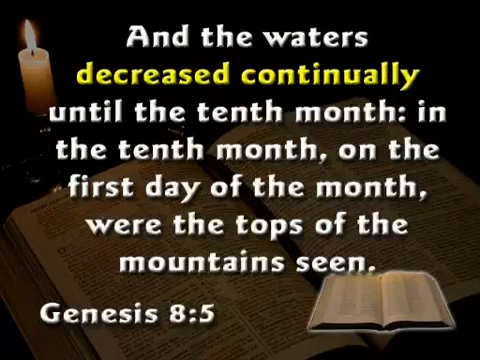 And the waters
decreased continually
until the tenth month: in
the tenth month, on the
first day of the month,
were the tops of the
mountains seen.
Genesis 8:5